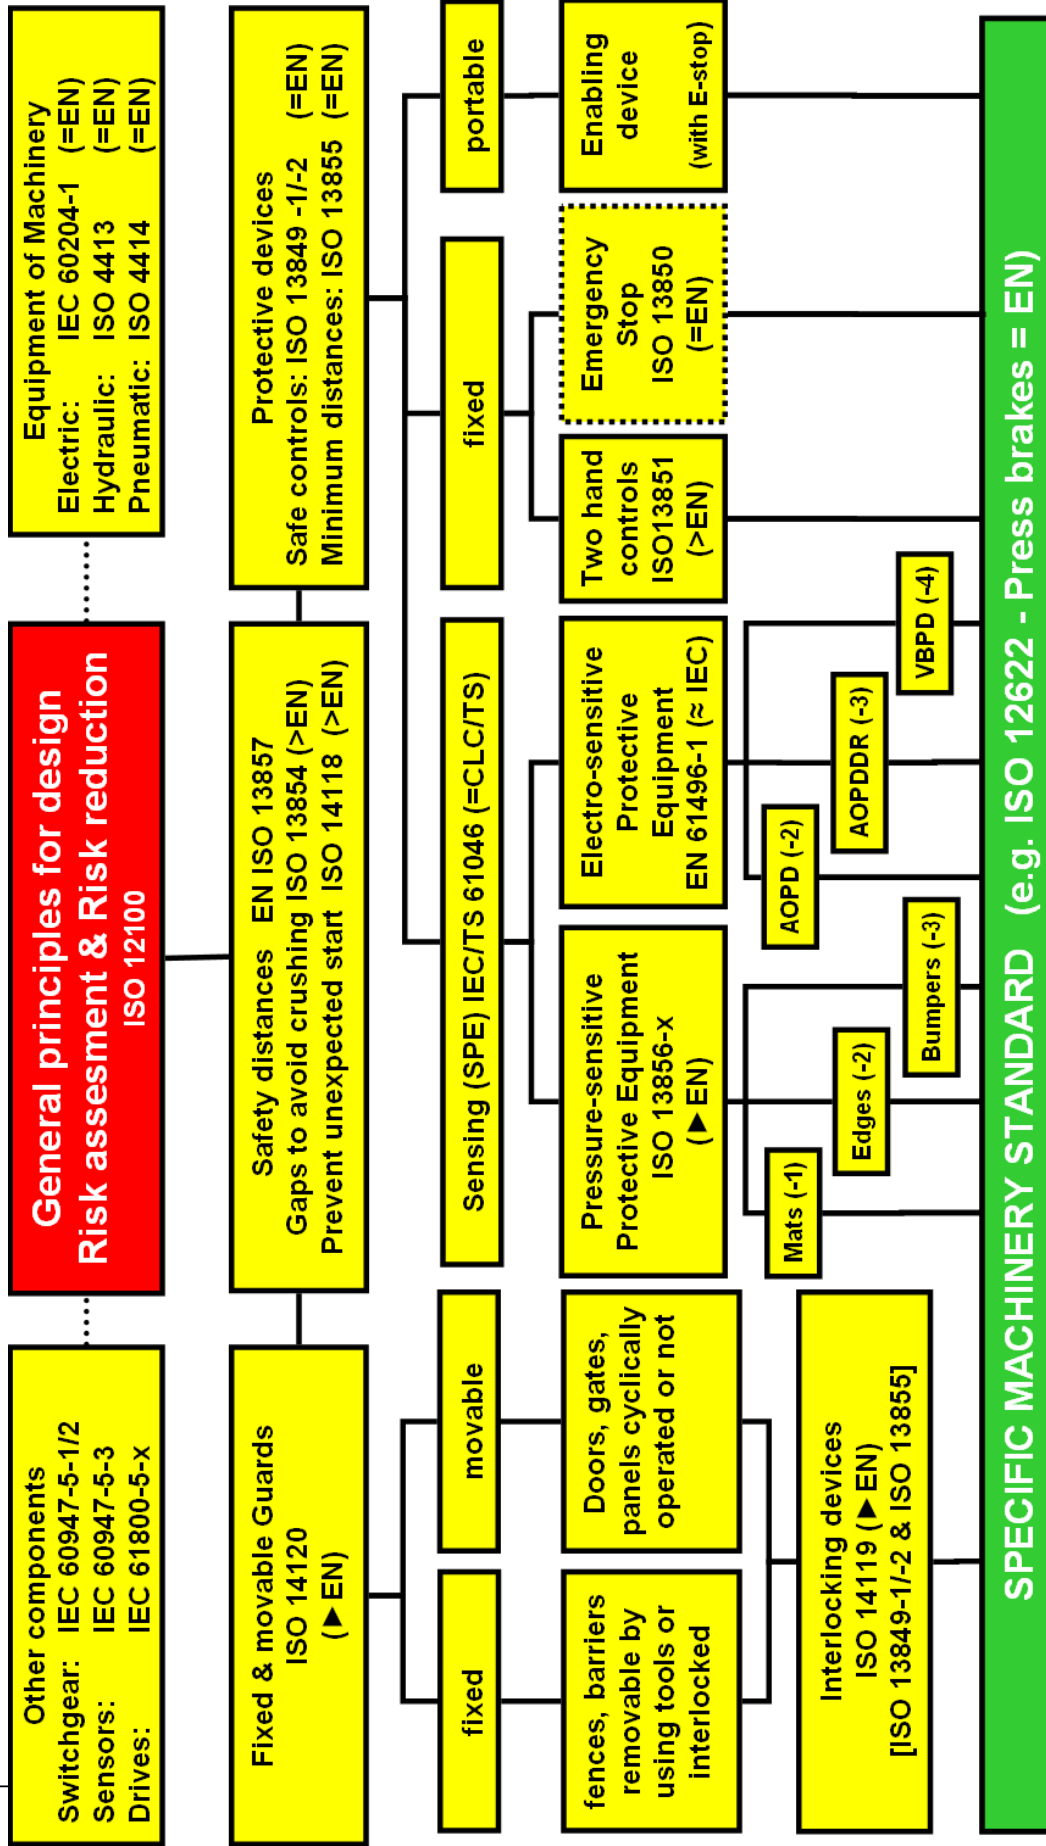 Other components
Switchgear: IEC 60947-5-1/2
Sensors: IEC 60947-5-3
Drives: IEC 61800-5-x
General principles for design
Risk assesment & Risk reduction
ISO 12100
Equipment of Machinery
Electric: IEC 60204-1 (=EN)
Hydraulic: ISO 4413 (=EN)
Pneumatic: ISO 4414 (=EN)
Fixed & movable Guards
ISO 14120
(►EN)
Safety distances EN ISO 13857
Gaps to avoid crushing ISO 13854 (>EN)
Prevent unexpected start ISO 14118 (>EN)
Protective devices
Safe controls: ISO 13849 -1/-2 (=EN)
Minimum distances: ISO 13855 (=EN)
fixed
movable
Sensing (SPE) IEC/TS 61046 (=CLC/TS)
fixed
portable
fences, barriers
removable by
using tools or
interlocked
Doors, gates,
panels cyclically
operated or not
Pressure-sensitive
Protective Equipment
ISO 13856-x
(►EN)
Electro-sensitive
Protective
Equipment
EN 61496-1 (≈ IEC)
Two hand
controls
ISO13851
(>EN)
Emergency
Stop
ISO 13850
(=EN)
Enabling
device
(with E-stop)
Mats (-1)
Edges (-2)
Bumpers (-3)
AOPD (-2)
AOPDDR (-3)
VBPD (-4)
Interlocking devices
ISO 14119 (►EN)
[ISO 13849-1/-2 & ISO 13855]
SPECIFIC MACHINERY STANDARD (e.g. ISO 12622 - Press brakes = EN)